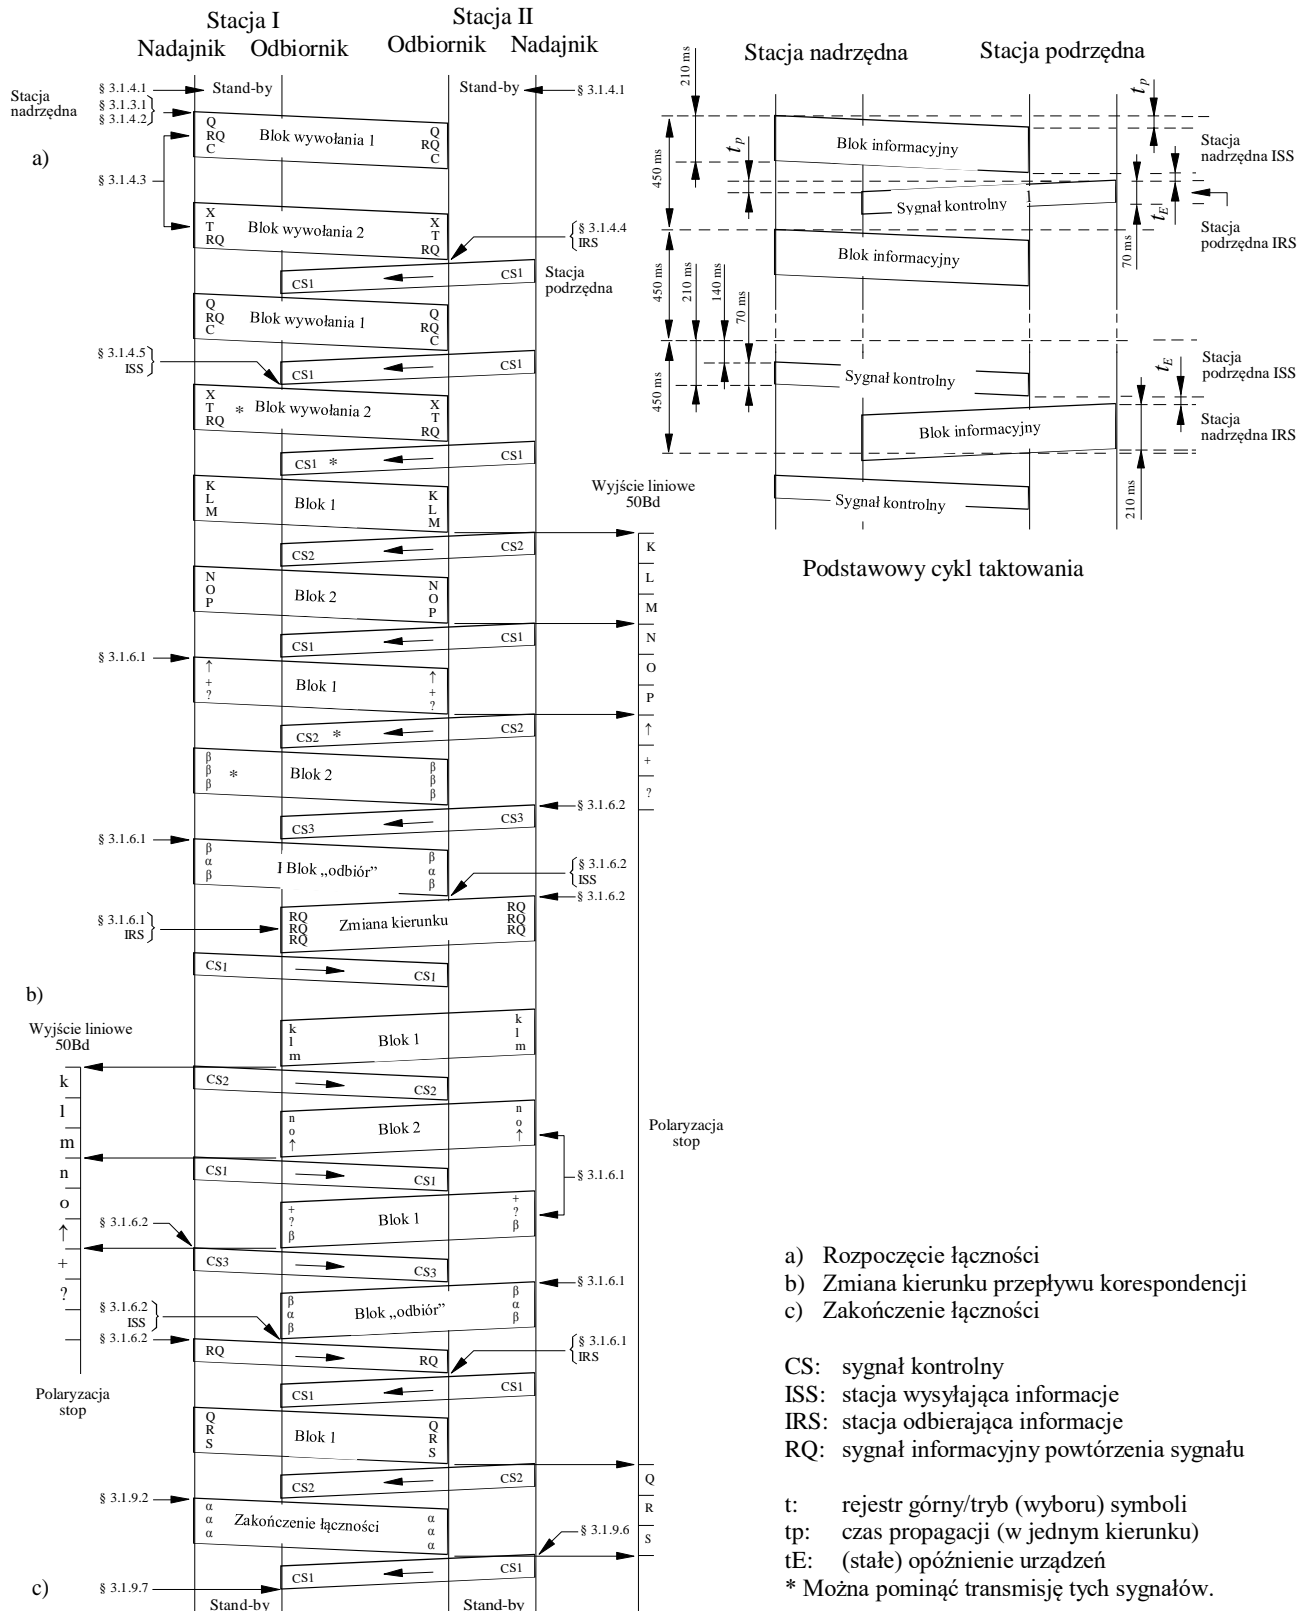 Stacja I
Stacja II
Nadajnik Odbiornik Odbiornik Nadajnik
§ 3.1.4.1 Stand-by Stand-by § 3.1.4.1
Stacja
nadrzędna
§ 3.1.3.1
§ 3.1.4.2
Q
RQ
C
Blok wywołania 1
Q
RQ
C
a)
§ 3.1.4.3
X
T
RQ
Blok wywołania 2
X
T
RQ
§ 3.1.4.4
IRS
CS1 CS1
Stacja
podrzędna
Q
RQ
C
Blok wywołania 1
Q
RQ
C
§ 3.1.4.5
ISS
CS1 CS1
X
T
RQ
* Blok wywołania 2
X
T
RQ
CS1 * CS1
K
L
M
Blok 1
K
L
M
Wyjście liniowe
50Bd
CS2 CS2
N
O
P
Blok 2
N
O
P
CS1 CS1
§ 3.1.6.1
↑
+
?
Blok 1
↑
+
?
CS2 * CS2
β
β
β
* Blok 2
β
β
β
K
L
M
N
O
P
↑
+
?
§ 3.1.6.2
CS3 CS3
§ 3.1.6.1
β
α
β
I Blok „odbiór”
β
α
β
§ 3.1.6.2
ISS
§ 3.1.6.2
§ 3.1.6.1
IRS
RQ
RQ
RQ
Zmiana kierunku
RQ
RQ
RQ
CS1 CS1
b)
Wyjście liniowe
50Bd
k
l
m
Blok 1
k
l
m
CS2 CS2
n
o
↑
Blok 2
n
o
↑
CS1 CS1
§ 3.1.6.1
+
?
β
Blok 1
+
?
β
k
l
m
n
o
↑
+
?
§ 3.1.6.2
CS3 CS3
§ 3.1.6.1
β
α
β
Blok „odbiór”
β
α
β
§ 3.1.6.2
ISS
§ 3.1.6.2
RQ RQ
§ 3.1.6.1
IRS
CS1 CS1
Polaryzacja
stop
Polaryzacja
stop
Q
R
S
Blok 1
Q
R
S
CS2 CS2
Q
R
S
§ 3.1.9.2
α
α
α
Zakończenie łączności
α
α
α
§ 3.1.9.6
CS1 CS1
c)
§ 3.1.9.7
Stand-by Stand-by
Stacja nadrzędna Stacja podrzędna
210 ms
tp
450 ms
Blok informacyjny
tp
Stacja
nadrzędna ISS
Sygnał kontrolny
tE
70 ms
Stacja
podrzędna IRS
Blok informacyjny
450 ms
210 ms
140 ms
70 ms
Stacja
podrzędna ISS
tE
450 ms
Sygnał kontrolny
Blok informacyjny
Stacja
nadrzędna IRS
210 ms
Sygnał kontrolny
Podstawowy cykl taktowania
a) Rozpoczęcie łączności
b) Zmiana kierunku przepływu korespondencji
c) Zakończenie łączności
CS: sygnał kontrolny
ISS: stacja wysyłająca informacje
IRS: stacja odbierająca informacje
RQ: sygnał informacyjny powtórzenia sygnału
t: rejestr górny/tryb (wyboru) symboli
tp: czas propagacji (w jednym kierunku)
tE: (stałe) opóźnienie urządzeń
* Można pominąć transmisję tych sygnałów.